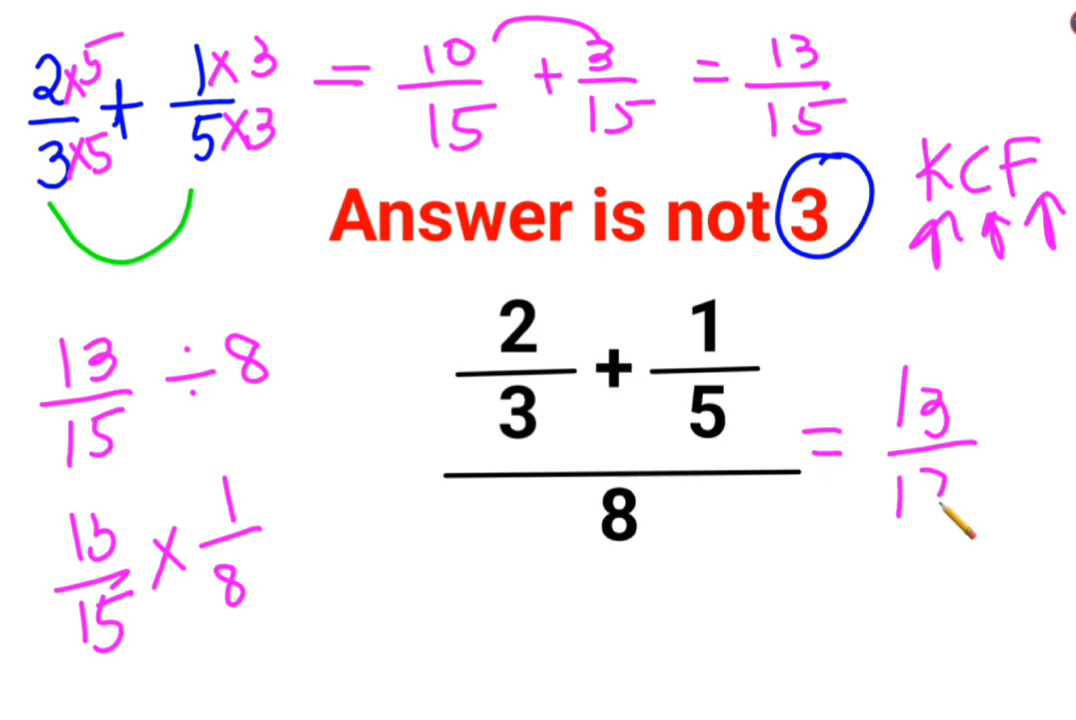 2×5/3×5 + 1×3/5×3 = 10/15 + 3/15 = 13/15
KCF
Answer is not 3
13/15 ÷ 8
2/3 + 1/5
8
= 13/12
13/15 × 1/8